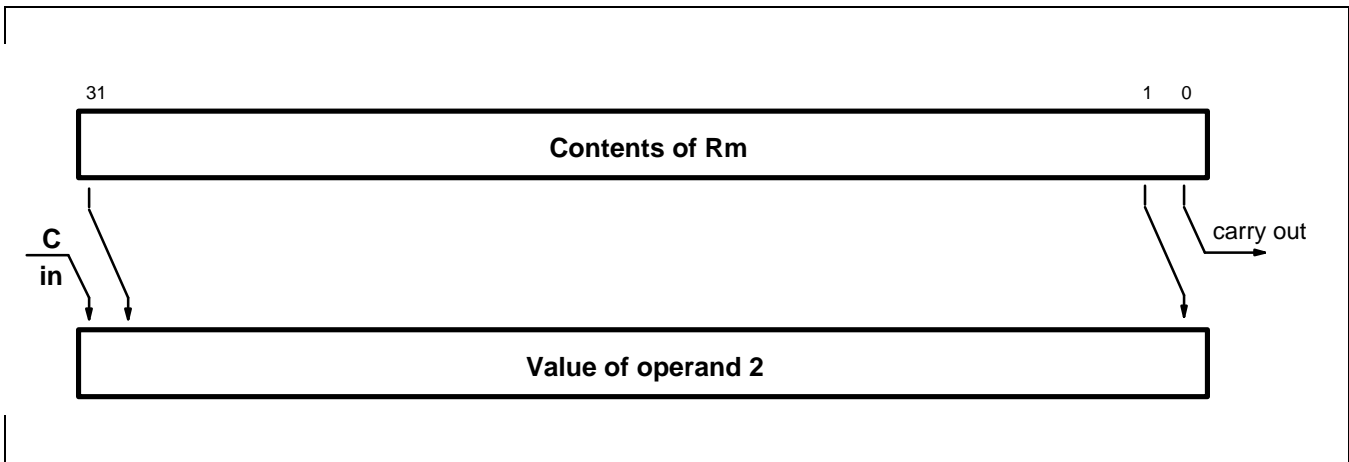 31 1 0
Contents of Rm
C
in
carry out
Value of operand 2